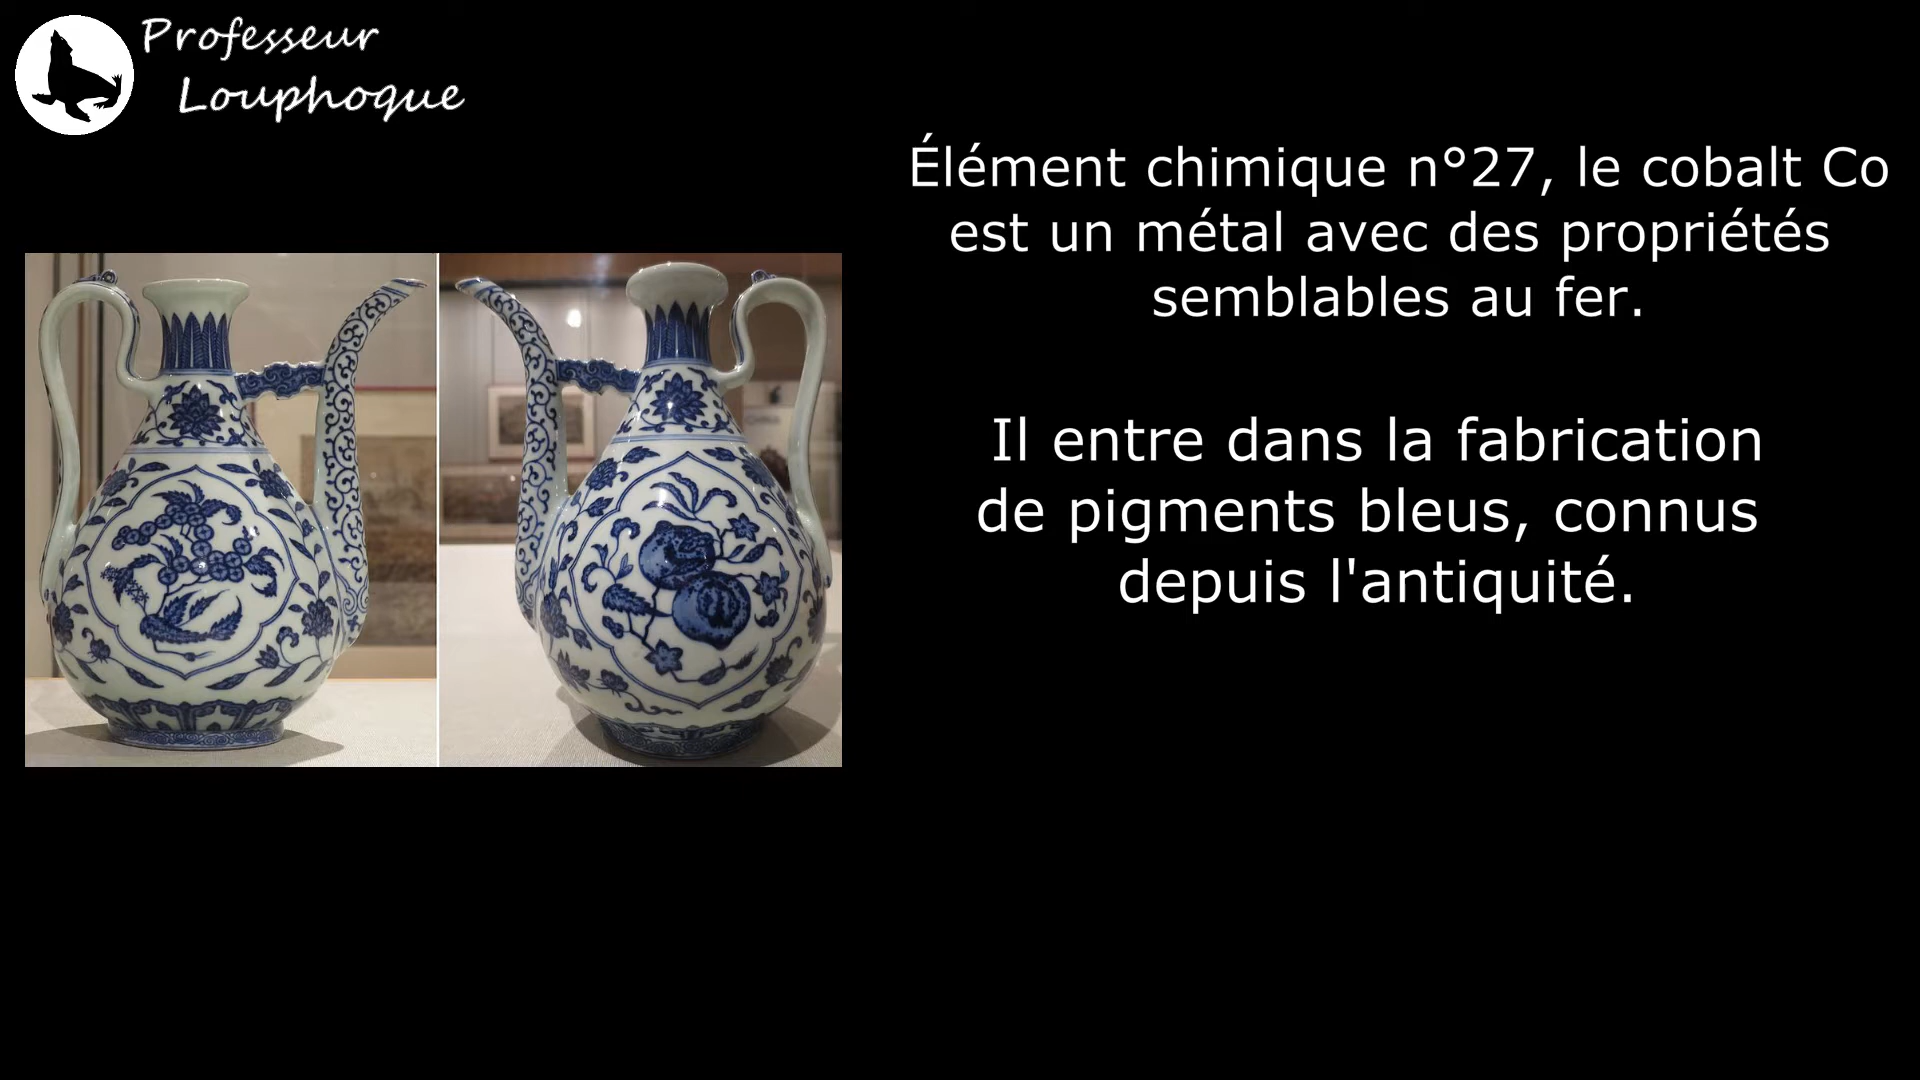 Professeur
Louphoque
Élément chimique n°27, le cobalt Co
est un métal avec des propriétés
semblables au fer.
Il entre dans la fabrication
de pigments bleus, connus
depuis l'antiquité.